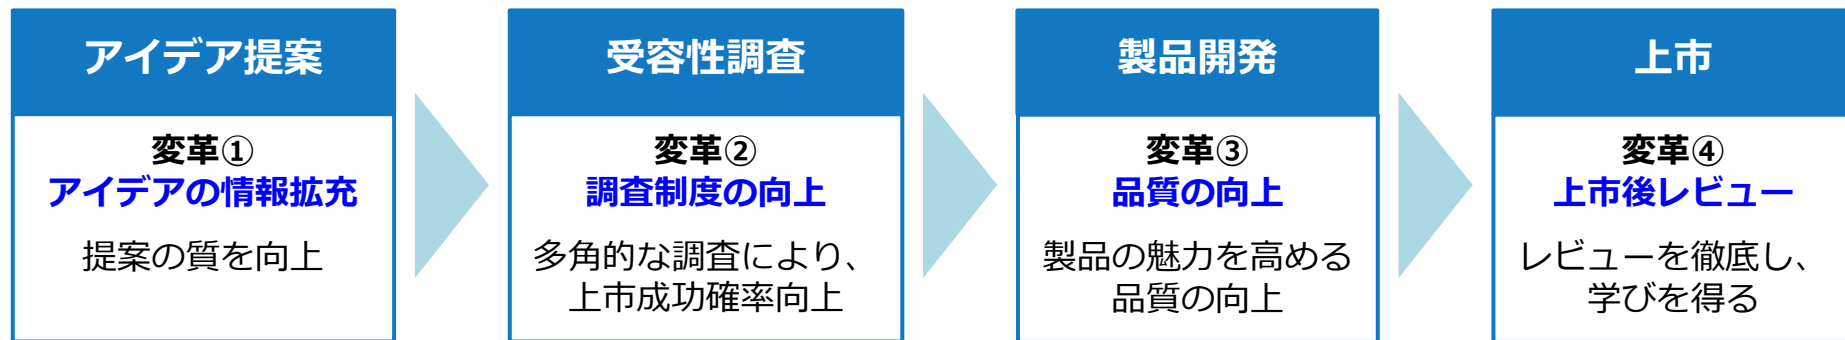 アイデア提案
変革①
アイデアの情報拡充
提案の質を向上
受容性調査
変革②
調査制度の向上
多角的な調査により、
上市成功確率向上
製品開発
変革③
品質の向上
製品の魅力を高める
品質の向上
上市
変革④
上市後レビュー
レビューを徹底し、
学びを得る